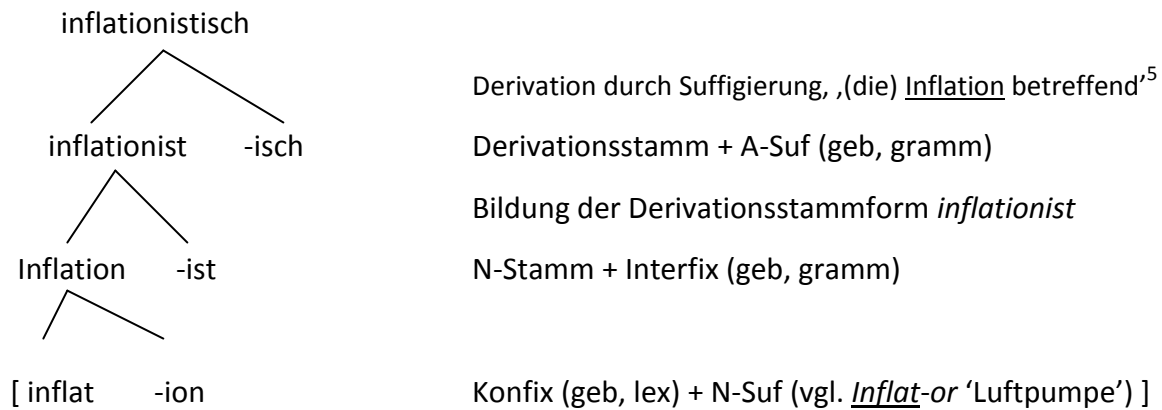 inflationistisch
Derivation durch Suffigierung, ‚(die) Inflation betreffend’5
inflationist -isch Derivationsstamm + A-Suf (geb, gramm)
Bildung der Derivationsstammform inflationist
Inflation -ist N-Stamm + Interfix (geb, gramm)
[ inflat -ion Konfix (geb, lex) + N-Suf (vgl. Inflat-or ‘Luftpumpe’) ]